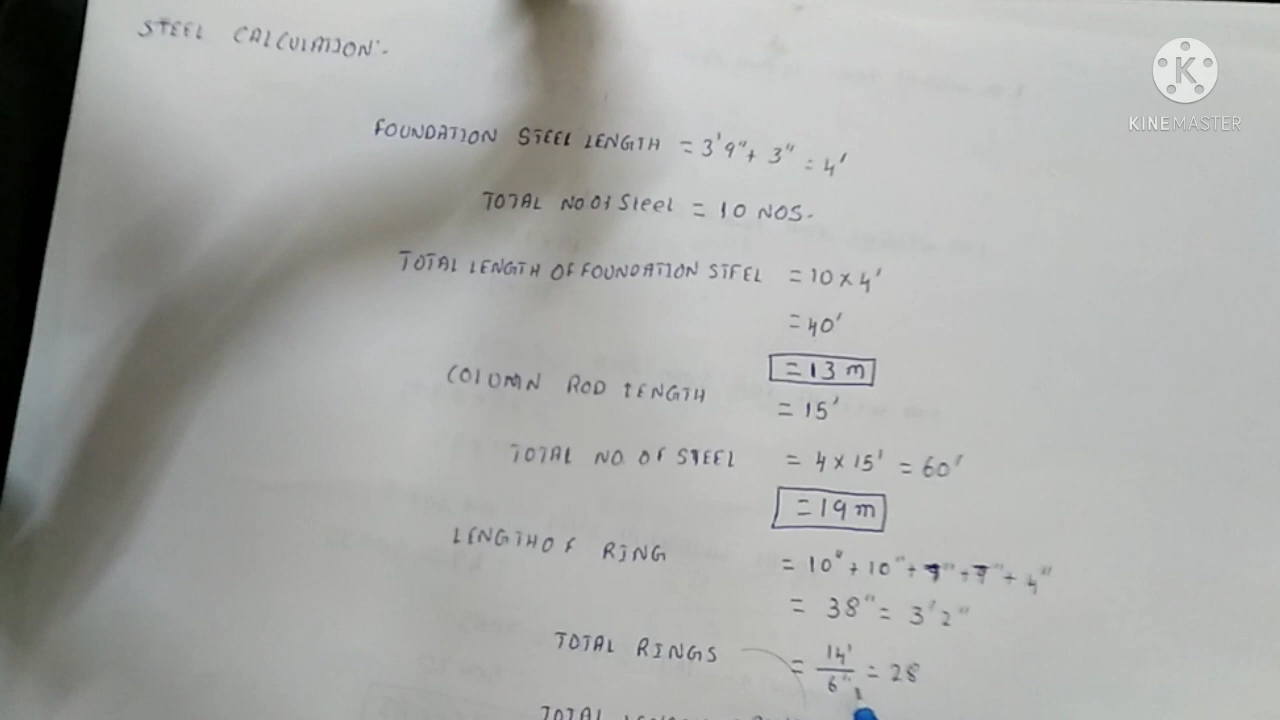 STEEL CALCULATION:-
K
KINEMASTER
FOUNDATION STEEL LENGTH = 3'9" + 3" = 4'
TOTAL NO Of Steel = 10 NOS.
TOTAL LENGTH OF FOUNDATION STEEL = 10 x 4'
= 40'
= 13 m
COLUMN ROD LENGTH = 15'
TOTAL NO. OF STEEL = 4 x 15' = 60'
= 19 m
LENGTH OF RING = 10" + 10" + 7" + 7" + 4"
= 38" = 3'2"
TOTAL RINGS = 14'/6" = 28
TOTAL